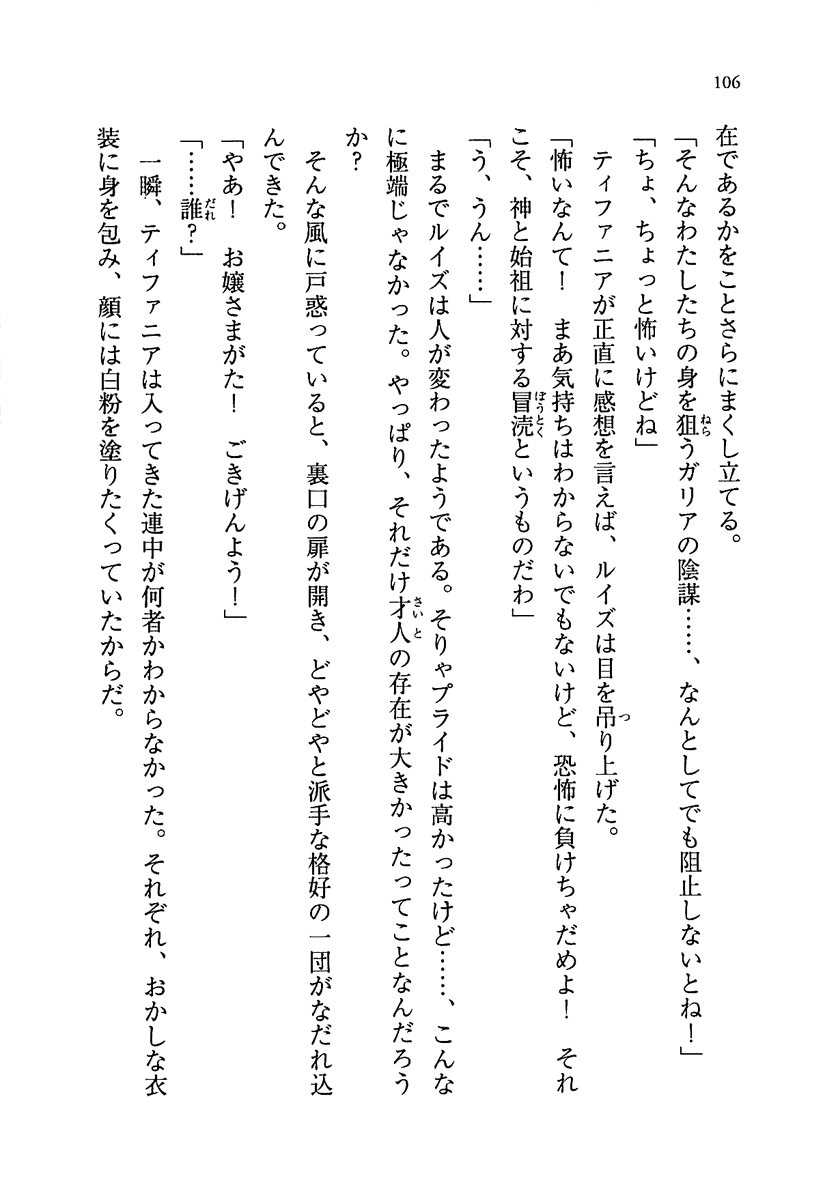 106
在であるかをことさらにまくし立てる。
「そんなわたしたちの身を狙うガリアの陰謀……、なんとしてでも阻止しないとね！」
「ちょ、ちょっと怖いけどね」
　ティファニアが正直に感想を言えば、ルイズは目を吊り上げた。
「怖いなんて！　まあ気持ちはわからないでもないけど、恐怖に負けちゃだめよ！　それ
こそ、神と始祖に対する冒涜というものだわ」
「う、うん……」
　まるでルイズは人が変わったようである。そりゃプライドは高かったけど……、こんな
に極端じゃなかった。やっぱり、それだけ才人の存在が大きかったってことなんだろう
か？
　そんな風に戸惑っていると、裏口の扉が開き、どやどやと派手な格好の一団がなだれ込
んできた。
「やあ！　お嬢さまがた！　ごきげんよう！」
「……誰？」
　一瞬、ティファニアは入ってきた連中が何者かわからなかった。それぞれ、おかしな衣
装に身を包み、顔には白粉を塗りたくっていたからだ。